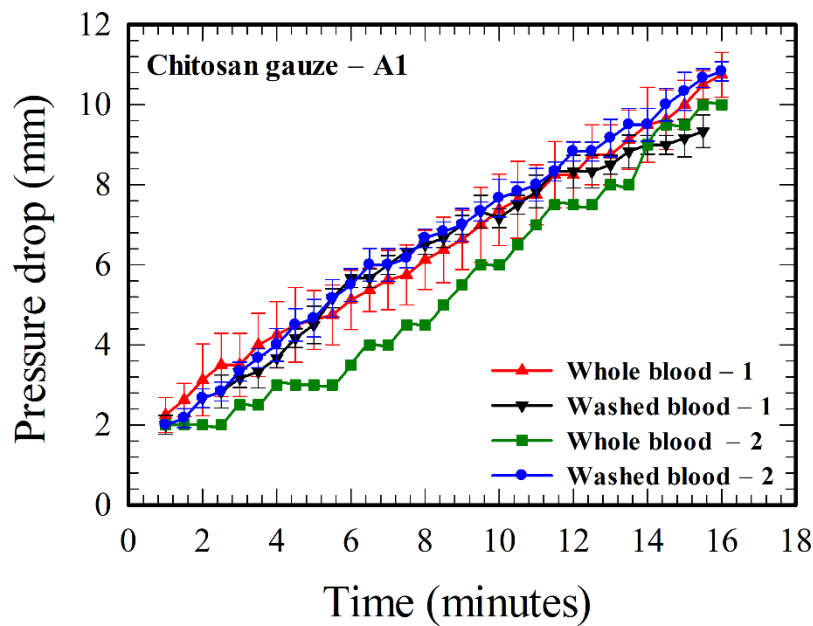 12
Chitosan gauze – A1
10
8
6
4
2
0
Pressure drop (mm)
Whole blood – 1
Washed blood – 1
Whole blood – 2
Washed blood – 2
0 2 4 6 8 10 12 14 16 18
Time (minutes)